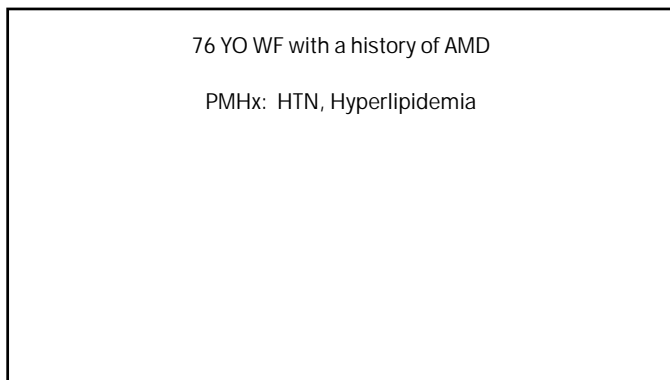 76 YO WF with a history of AMD
PMHx: HTN, Hyperlipidemia